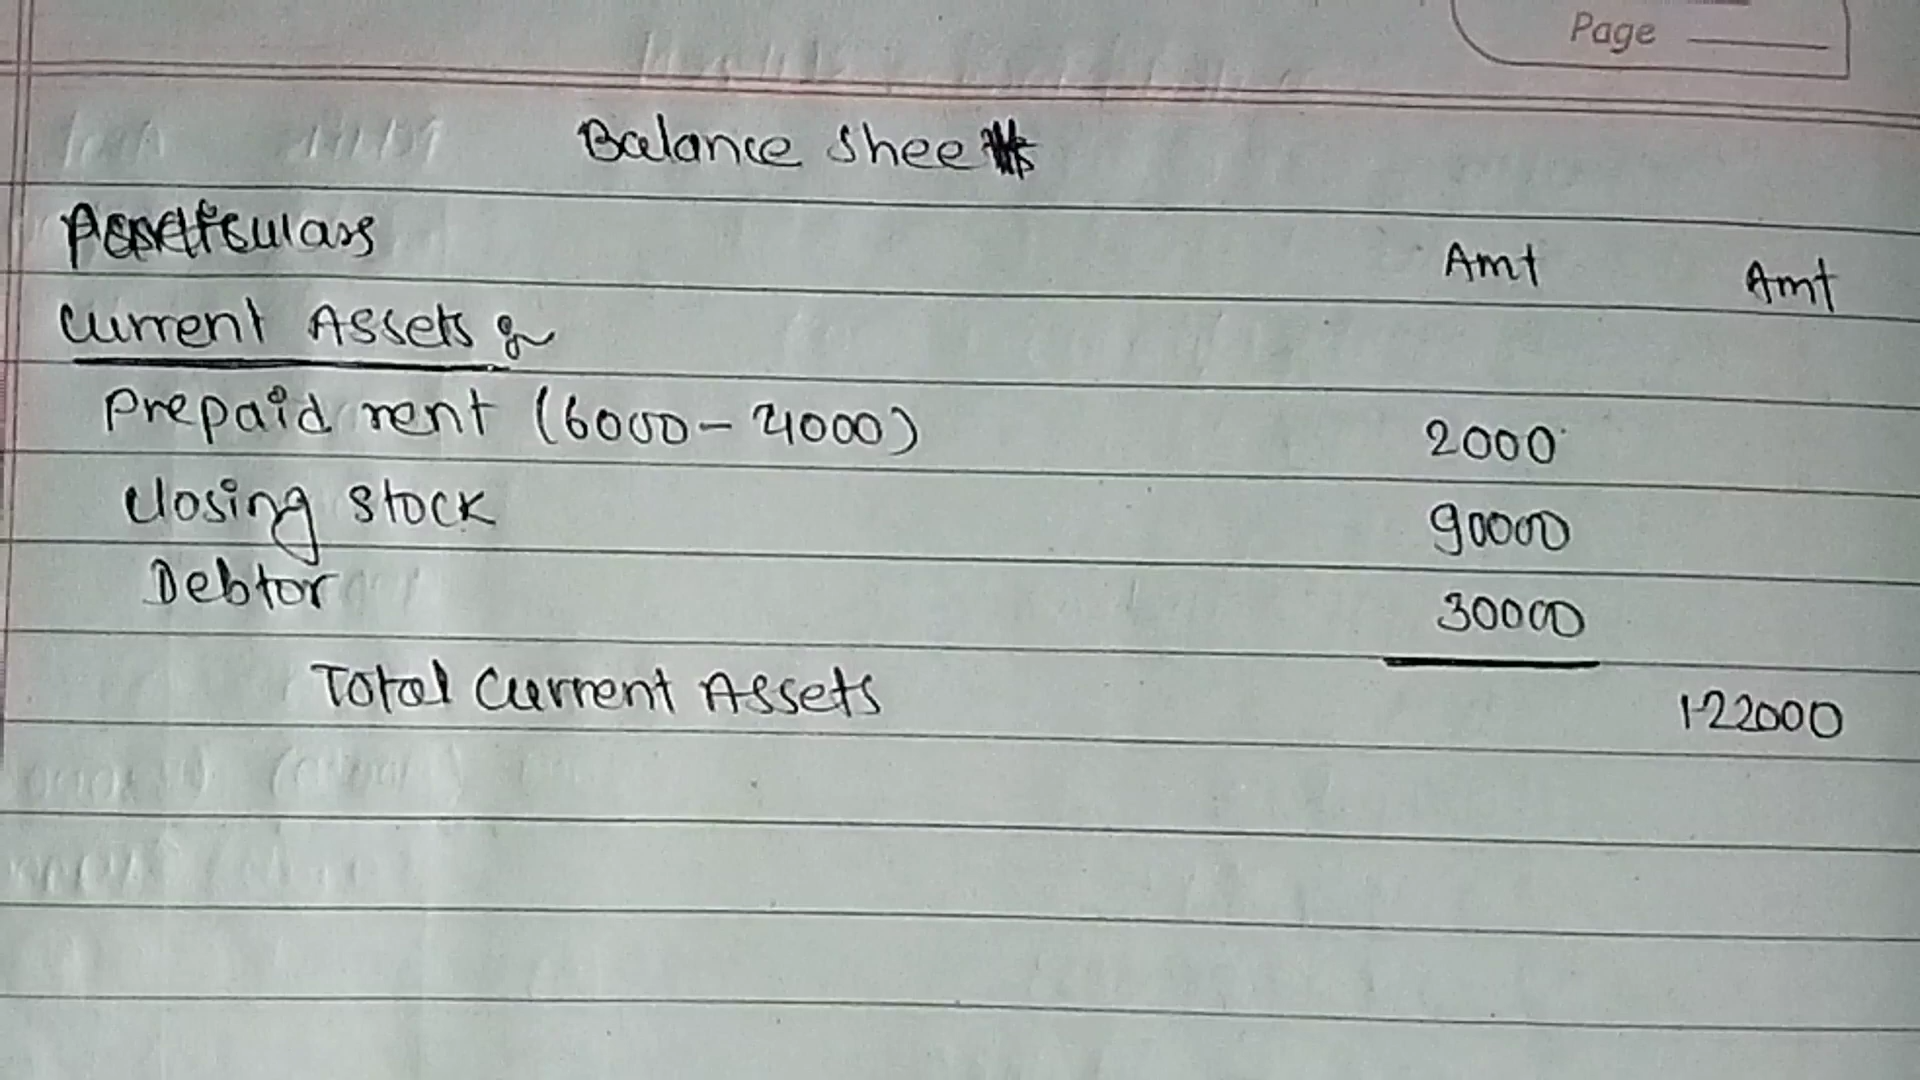 Page
Balance sheet
Particulars Amt Amt
Current Assets :-
Prepaid rent (6000-4000) 2000
Closing stock 90000
Debtor 30000
Total Current Assets 122000